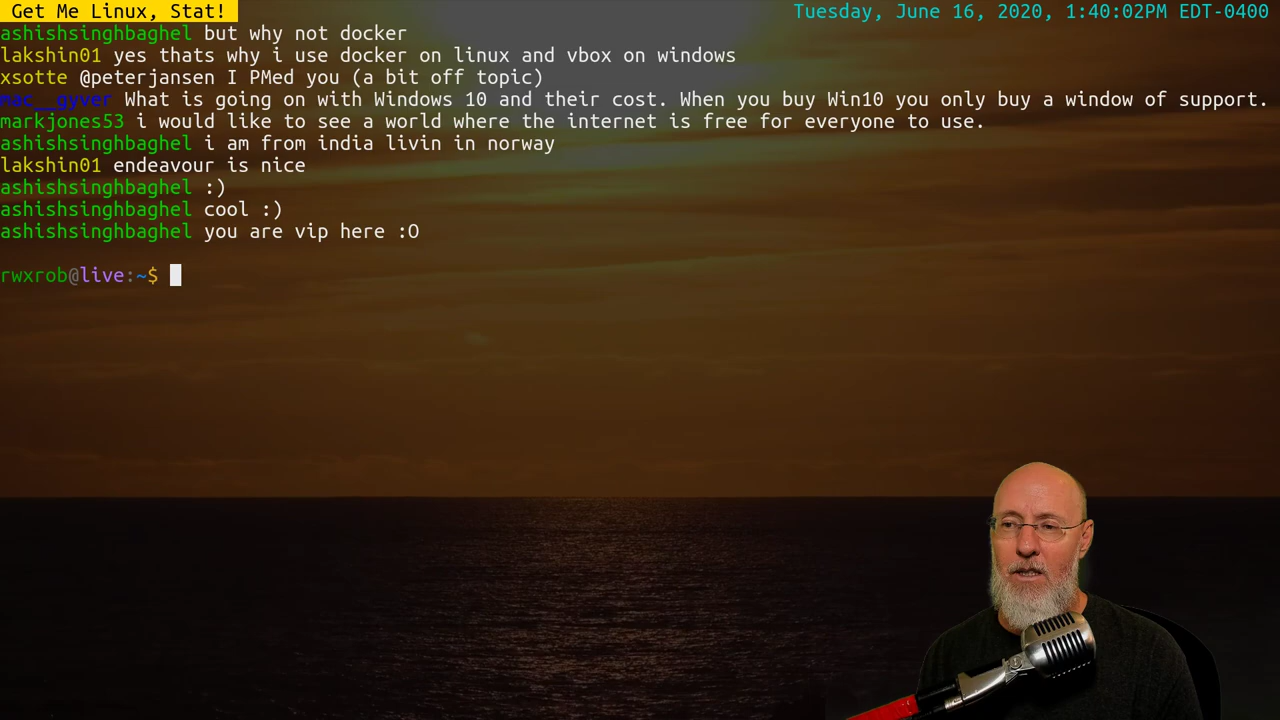 Get Me Linux, Stat!
Tuesday, June 16, 2020, 1:40:02PM EDT-0400
ashishsinghbaghel but why not docker
lakshin01 yes thats why i use docker on linux and vbox on windows
xsotte @peterjansen I PMed you (a bit off topic)
mac__gyver What is going on with Windows 10 and their cost. When you buy Win10 you only buy a window of support.
markjones53 i would like to see a world where the internet is free for everyone to use.
ashishsinghbaghel i am from india livin in norway
lakshin01 endeavour is nice
ashishsinghbaghel :)
ashishsinghbaghel cool :)
ashishsinghbaghel you are vip here :O
rwxrob@live:~$